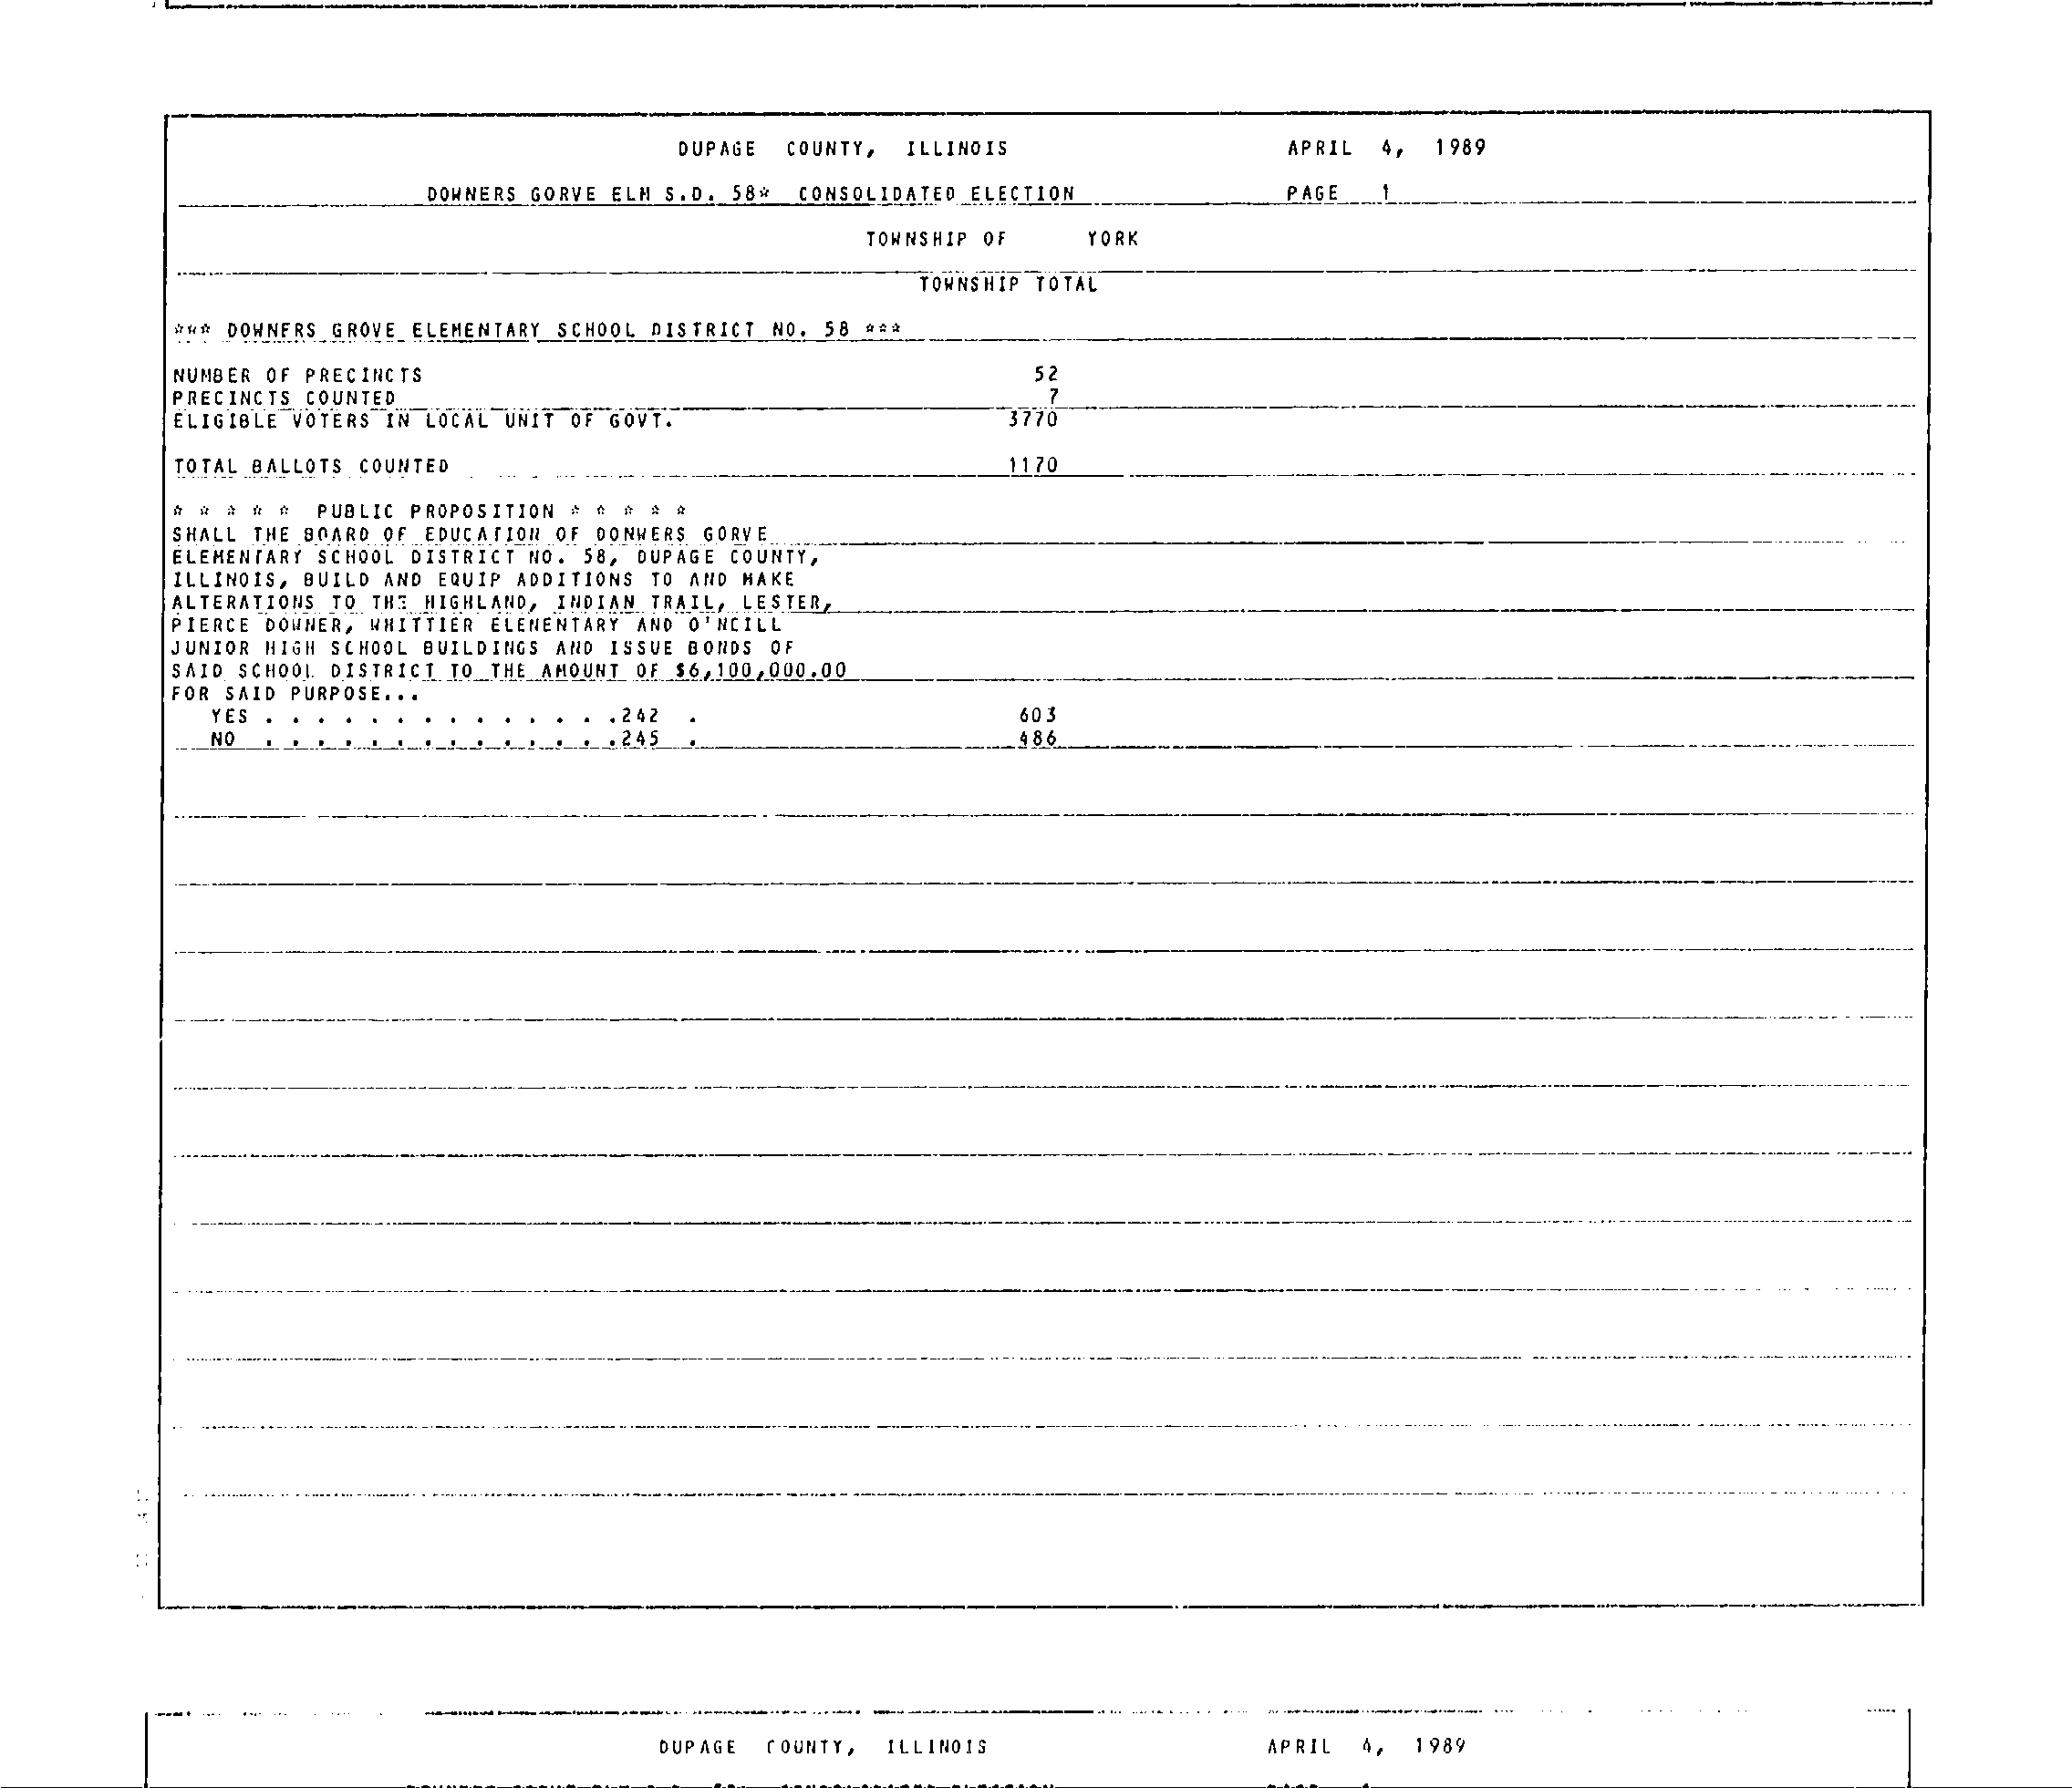 DUPAGE COUNTY, ILLINOIS APRIL 4, 1989
DOWNERS GORVE ELM S.D. 58* CONSOLIDATED ELECTION PAGE 1
TOWNSHIP OF YORK
TOWNSHIP TOTAL
*** DOWNERS GROVE ELEMENTARY SCHOOL DISTRICT NO. 58 ***
NUMBER OF PRECINCTS 52
PRECINCTS COUNTED 7
ELIGIBLE VOTERS IN LOCAL UNIT OF GOVT. 3770
TOTAL BALLOTS COUNTED 1170
* * * * * PUBLIC PROPOSITION * * * * *
SHALL THE BOARD OF EDUCATION OF DONWERS GORVE
ELEMENTARY SCHOOL DISTRICT NO. 58, DUPAGE COUNTY,
ILLINOIS, BUILD AND EQUIP ADDITIONS TO AND MAKE
ALTERATIONS TO THE HIGHLAND, INDIAN TRAIL, LESTER,
PIERCE DOWNER, WHITTIER ELEMENTARY AND O'NEILL
JUNIOR HIGH SCHOOL BUILDINGS AND ISSUE BONDS OF
SAID SCHOOL DISTRICT TO THE AMOUNT OF $6,100,000.00
FOR SAID PURPOSE...
YES . . . . . . . . . . . . . .242 . 603
NO . . . . . . . . . . . . . .245 . 486
DUPAGE COUNTY, ILLINOIS APRIL 4, 1989